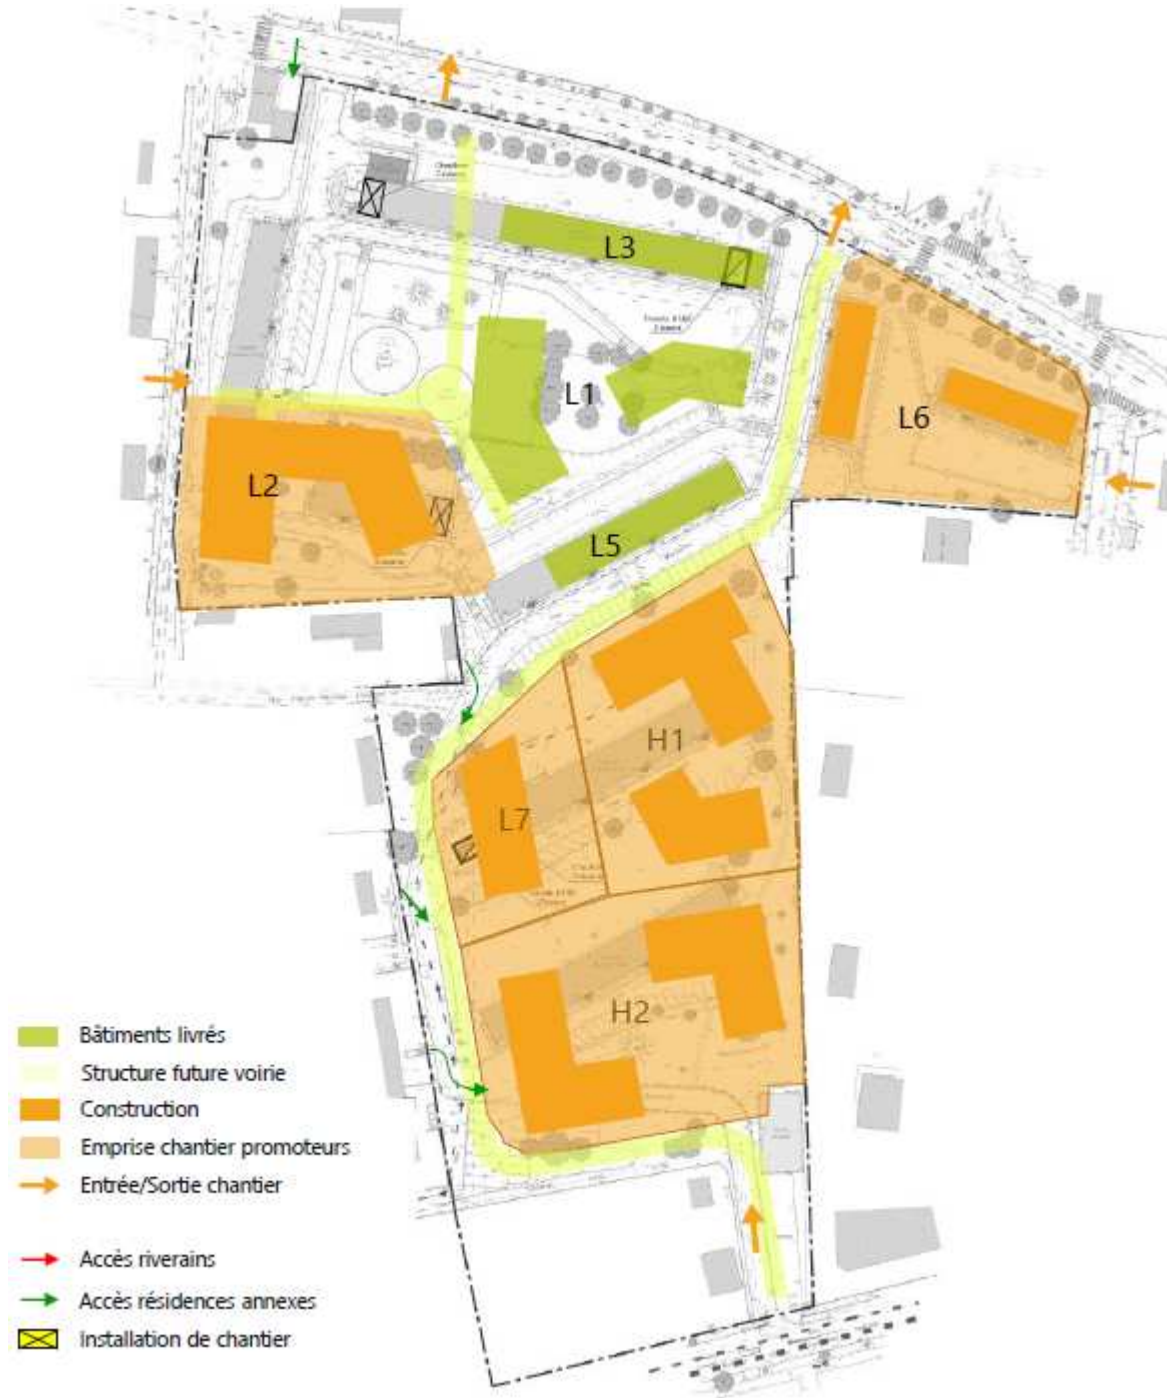 L3
L1
L6
L2
L5
H1
L7
H2
Bâtiments livrés
Structure future voirie
Construction
Emprise chantier promoteurs
Entrée/Sortie chantier
Accès riverains
Accès résidences annexes
Installation de chantier